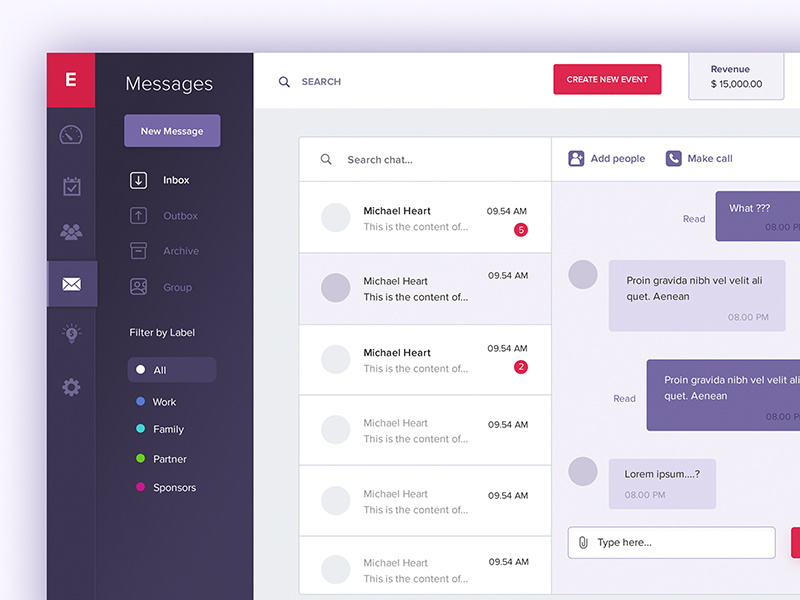 E
Messages
New Message
Inbox
Outbox
Archive
Group
Filter by Label
All
Work
Family
Partner
Sponsors
SEARCH
CREATE NEW EVENT
Revenue
$ 15,000.00
Search chat...
Michael Heart
09.54 AM
This is the content of...
5
Michael Heart
09.54 AM
This is the content of...
Michael Heart
09.54 AM
This is the content of...
2
Michael Heart
09.54 AM
This is the content of...
Michael Heart
09.54 AM
This is the content of...
Michael Heart
09.54 AM
This is the content of...
Add people
Make call
What ???
Read
08.00 PM
Proin gravida nibh vel velit ali
quet. Aenean
08.00 PM
Proin gravida nibh vel velit ali
Read
quet. Aenean
08.00 P
Lorem ipsum....?
08.00 PM
Type here...